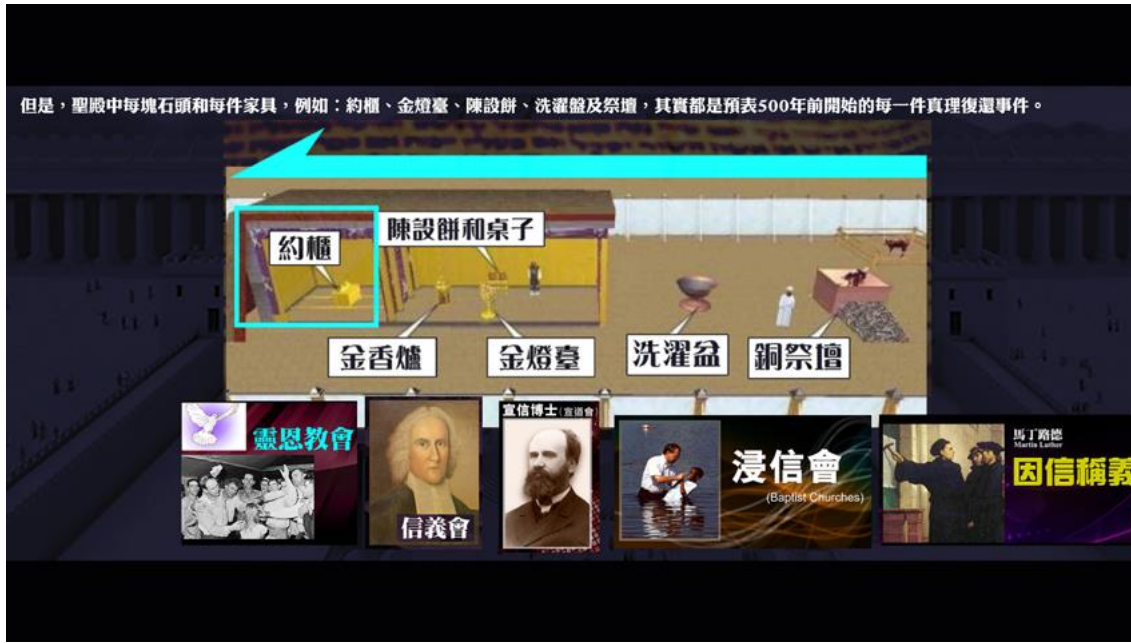 但是，聖殿中每塊石頭和每件家具，例如：約櫃、金燈臺、陳設餅、洗濯盤及祭壇，其實都是預表500年前開始的每一件真理復還事件。
陳設餅和桌子
約櫃
金香爐
金燈臺
洗濯盆
銅祭壇
靈恩教會
信義會
宣信博士(宣道會)
浸信會
(Baptist Churches)
馬丁路德
Martin Luther
因信稱義